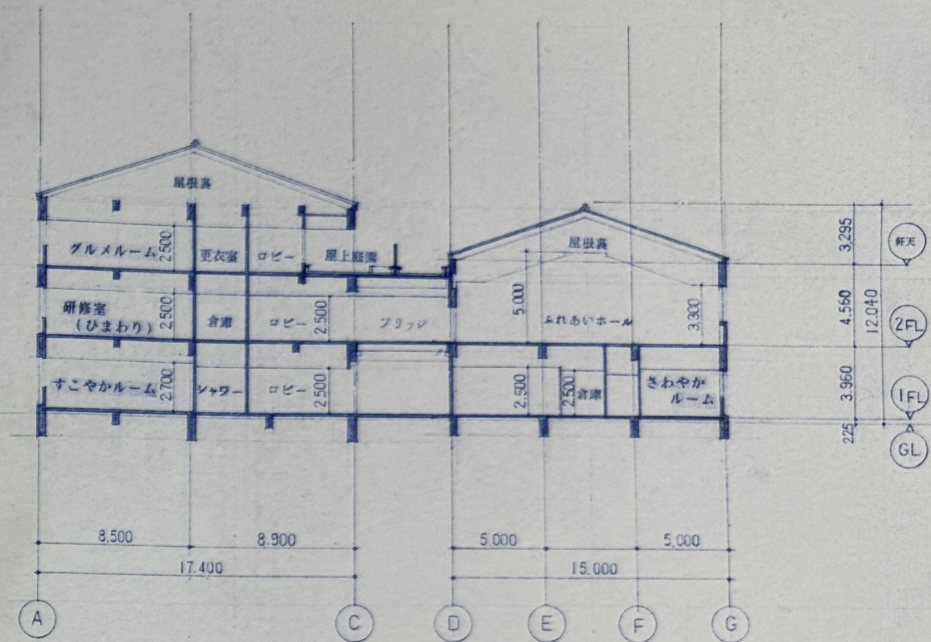 屋根裏
グルメルーム
2,500
更衣室
ロビー
屋上庭園
屋根裏
3,295
軒天
研修室
(ひまわり)
2,500
倉庫
ロビー
2,500
ブリッジ
5,000
ふれあいホール
3,300
4,560
12,040
2FL
すこやかルーム
2,700
シャワー
ロビー
2,500
2,500
2,500
倉庫
さわやか
ルーム
3,960
1FL
225
GL
8,500
8,900
5,000
5,000
17,400
15,000
A
C
D
E
F
G